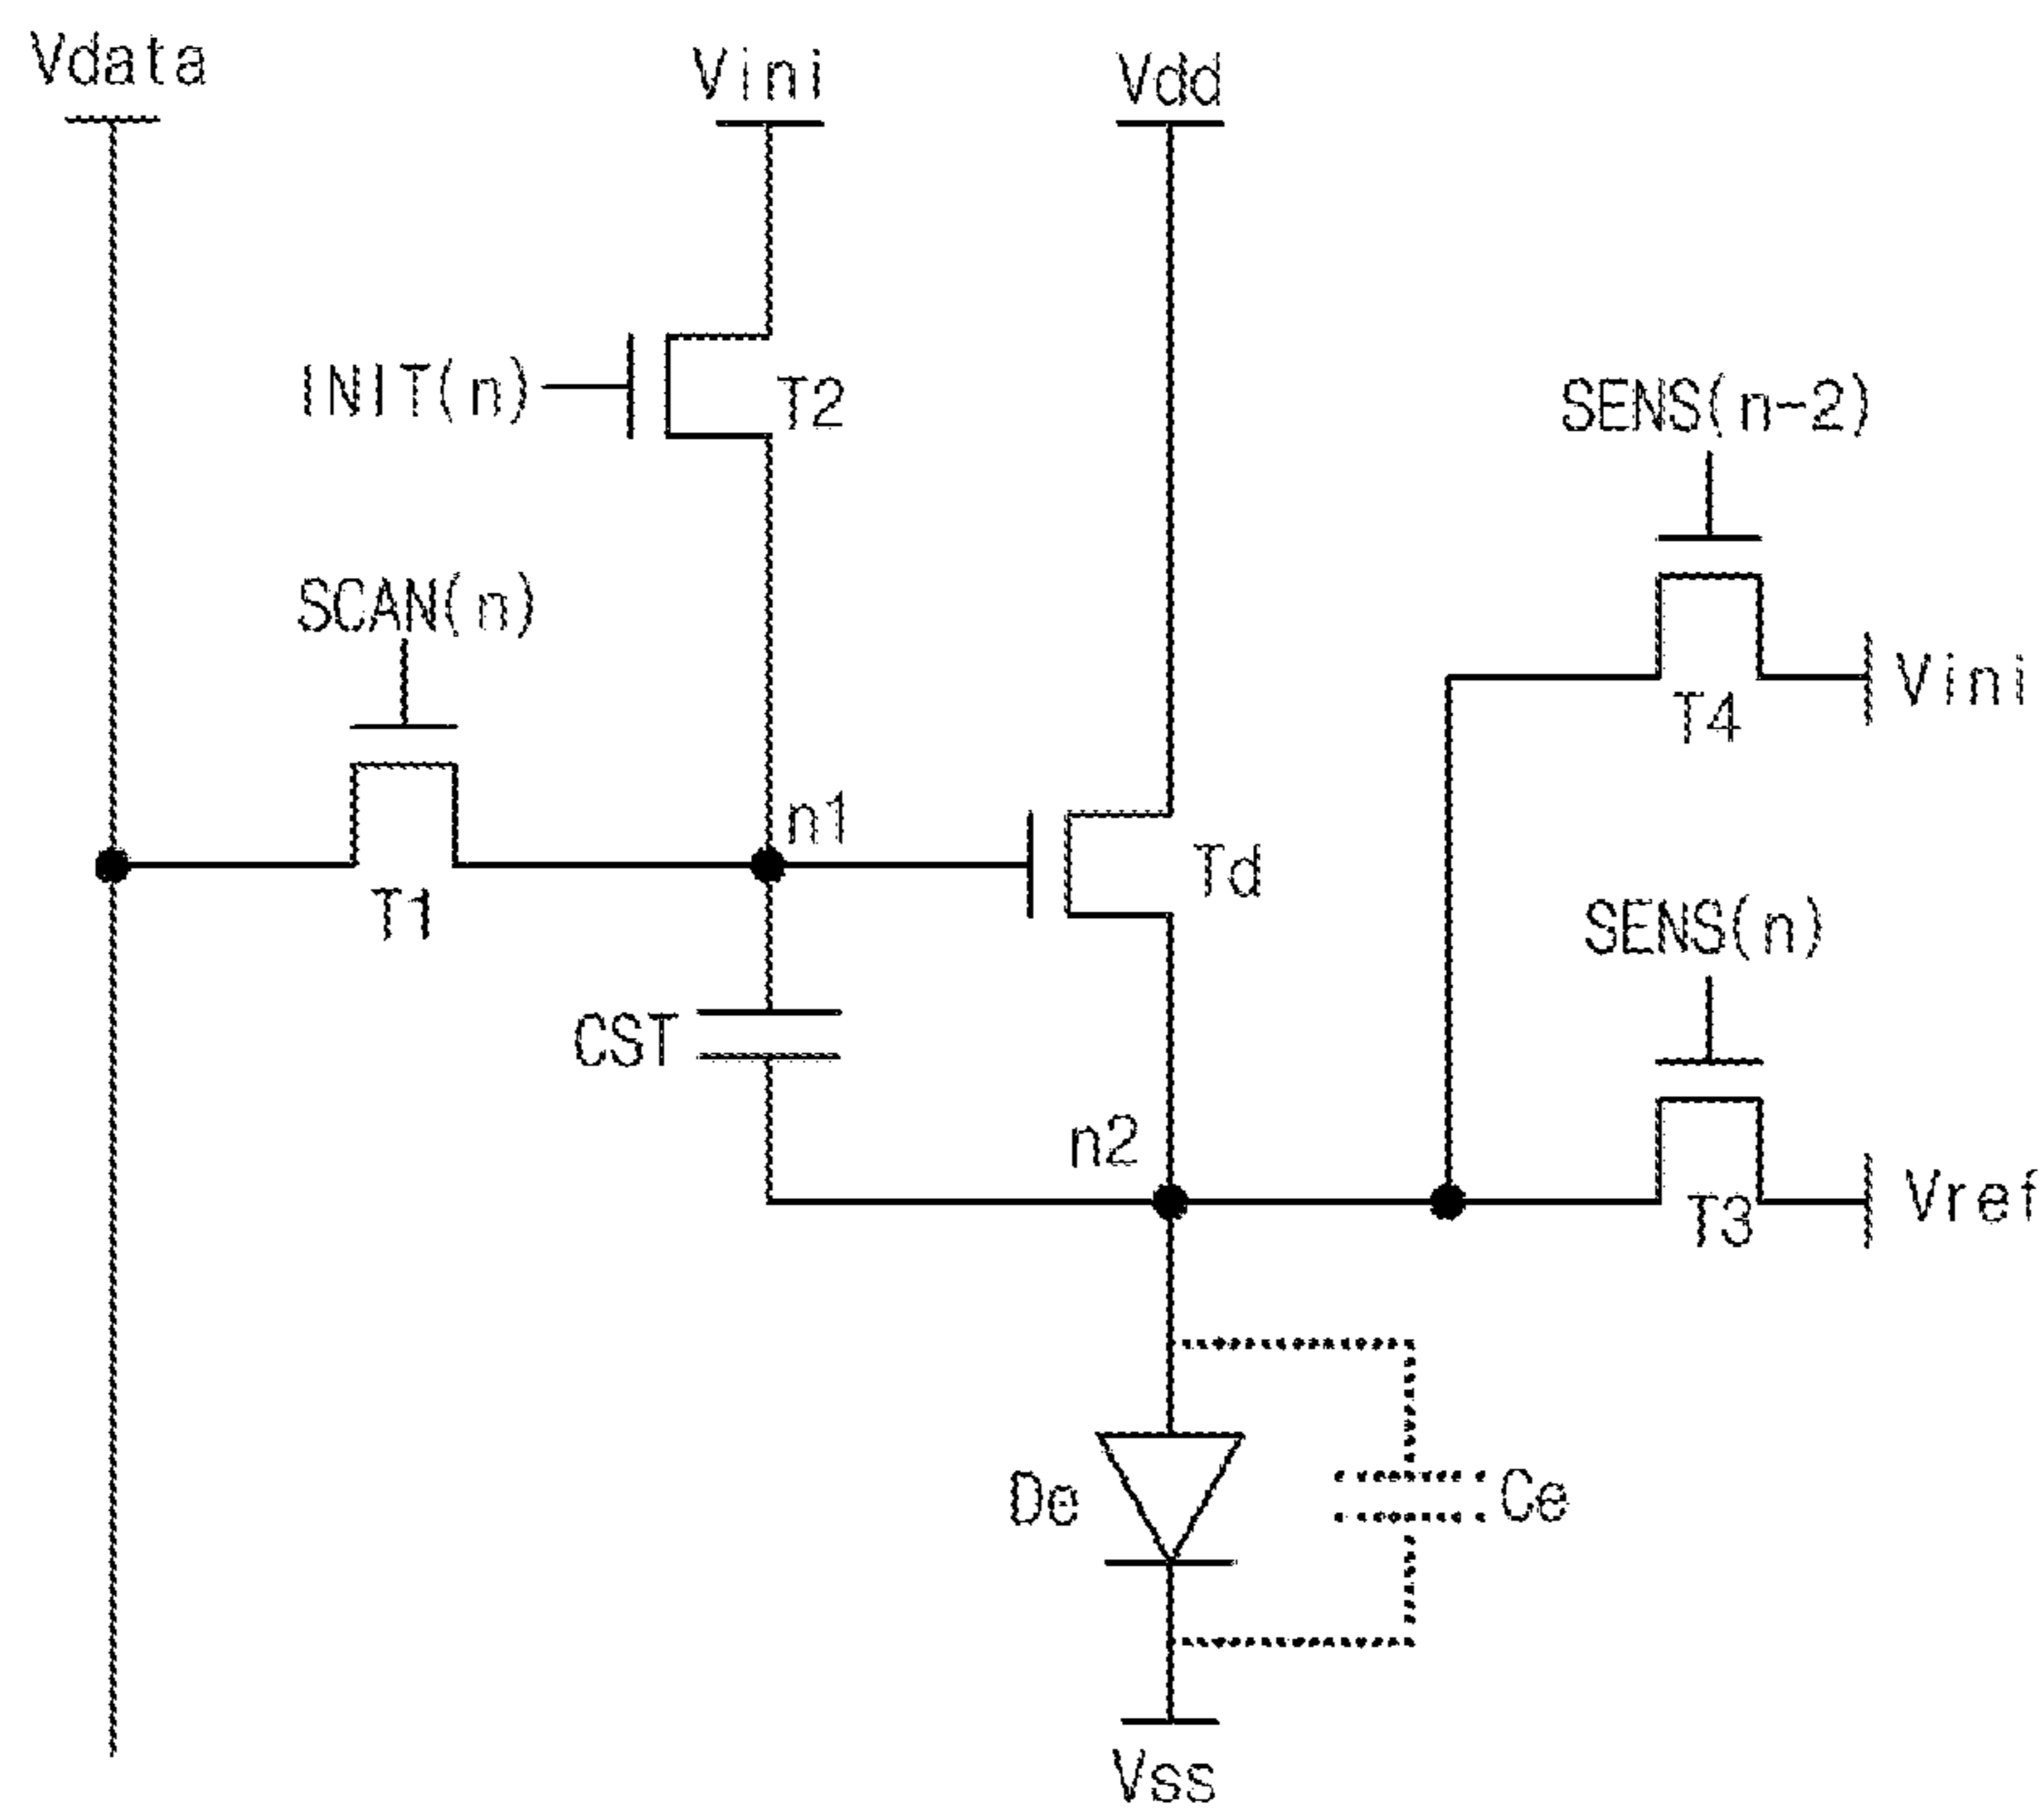 Vdata
Vini
Vdd
INIT(n)
T2
SENS(n-2)
SCAN(n)
Vini
T4
n1
Td
T1
SENS(n)
CST
n2
Vref
T3
De
Ce
Vss